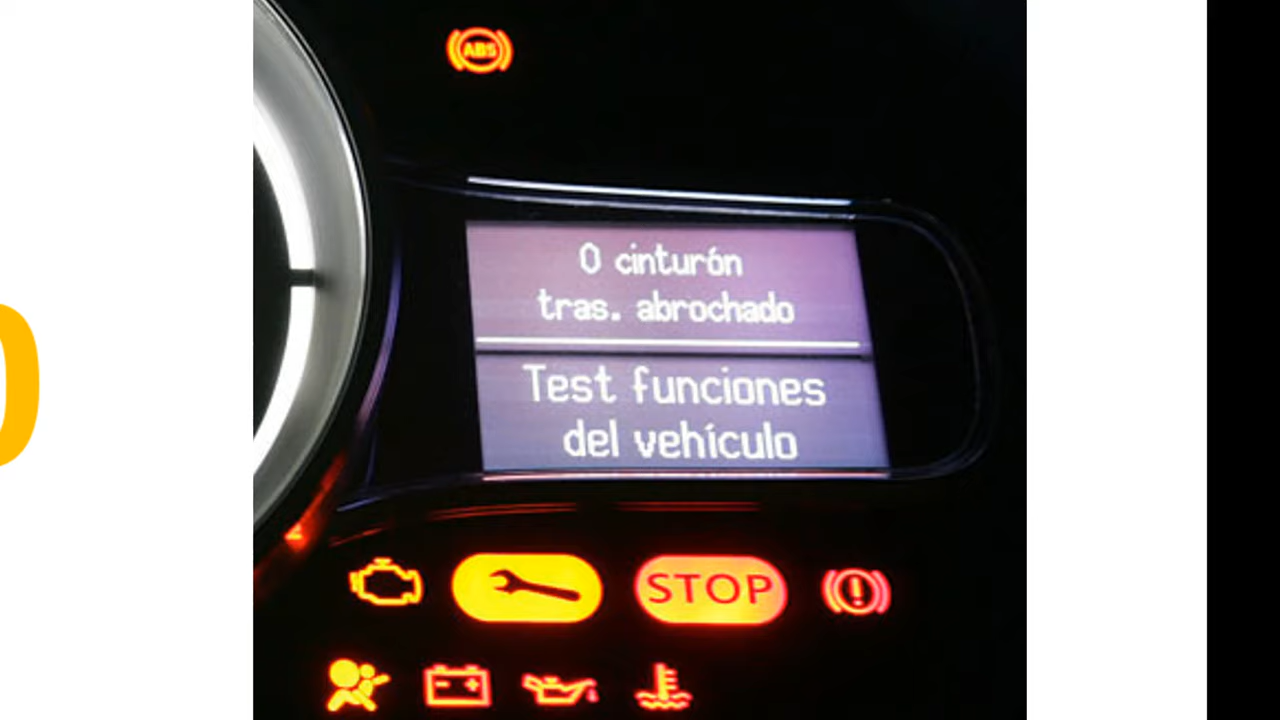 ABS
0 cinturón
tras. abrochado
Test funciones
del vehículo
STOP